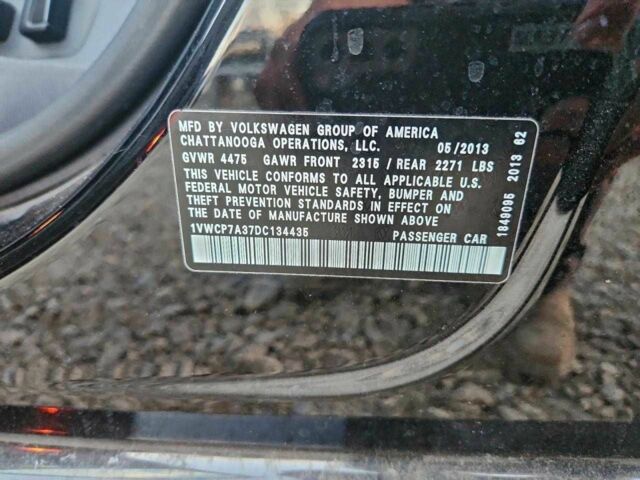 MFD BY VOLKSWAGEN GROUP OF AMERICA
CHATTANOOGA OPERATIONS, LLC. 05/2013
GVWR 4475 GAWR FRONT 2315 / REAR 2271 LBS
THIS VEHICLE CONFORMS TO ALL APPLICABLE U.S.
FEDERAL MOTOR VEHICLE SAFETY, BUMPER AND
THEFT PREVENTION STANDARDS IN EFFECT ON
THE DATE OF MANUFACTURE SHOWN ABOVE
1VWCP7A37DC134435 PASSENGER CAR
1849095 2013 62